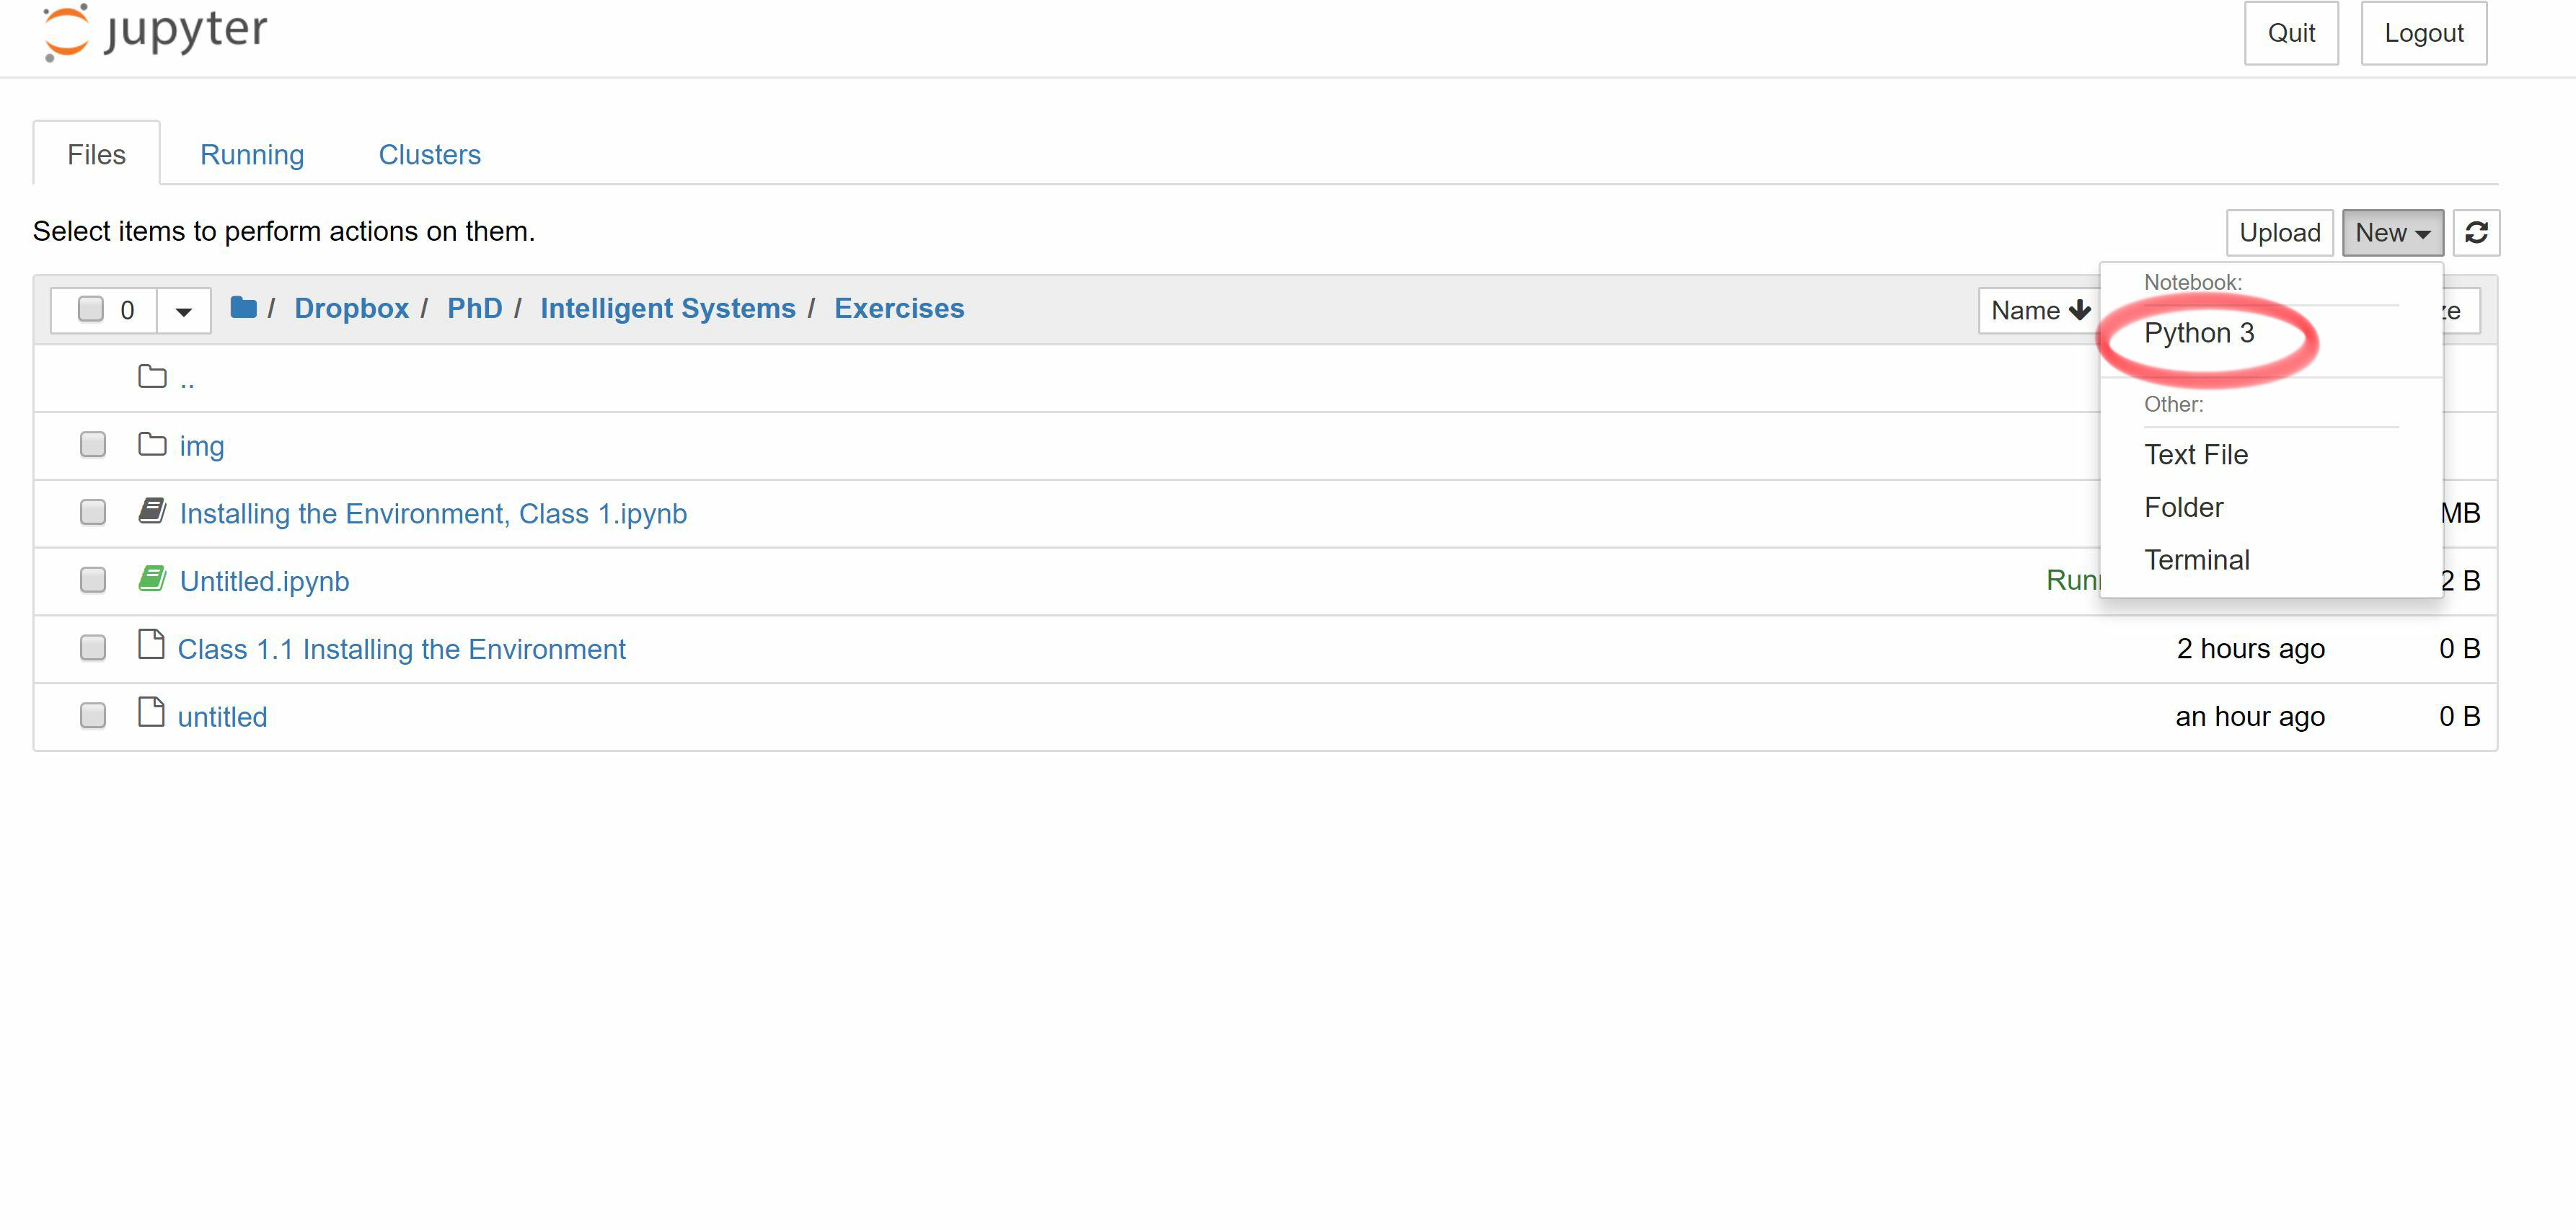 jupyter
Quit
Logout
Files
Running
Clusters
Select items to perform actions on them.
Upload
New
0
/ Dropbox / PhD / Intelligent Systems / Exercises
Name
Notebook:
Python 3
Other:
Text File
Folder
Terminal
..
img
Installing the Environment, Class 1.ipynb
MB
Untitled.ipynb
2 B
Class 1.1 Installing the Environment
2 hours ago
0 B
untitled
an hour ago
0 B